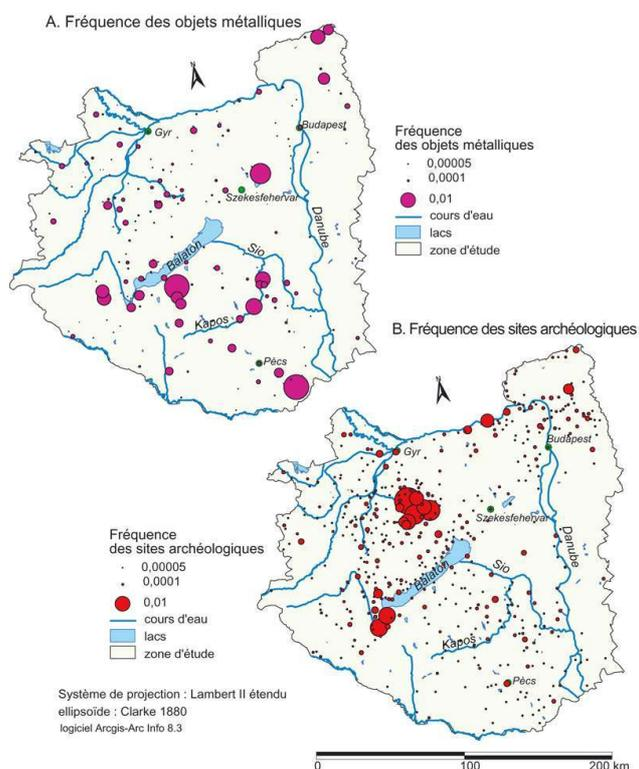 A. Fréquence des objets métalliques
Gyr
Budapest
Szekesfehervar
Danube
Balaton
Sio
Kapos
Pècs
Fréquence
des objets métalliques
0,00005
0,0001
0,01
cours d'eau
lacs
zone d'étude
B. Fréquence des sites archéologiques
Gyr
Budapest
Szekesfehervar
Danube
Balaton
Sio
Kapos
Pècs
Fréquence
des sites archéologiques
0,00005
0,0001
0,01
cours d'eau
lacs
zone d'étude
Système de projection : Lambert II étendu
ellipsoïde : Clarke 1880
logiciel Arcgis-Arc Info 8.3
0 100 200 km